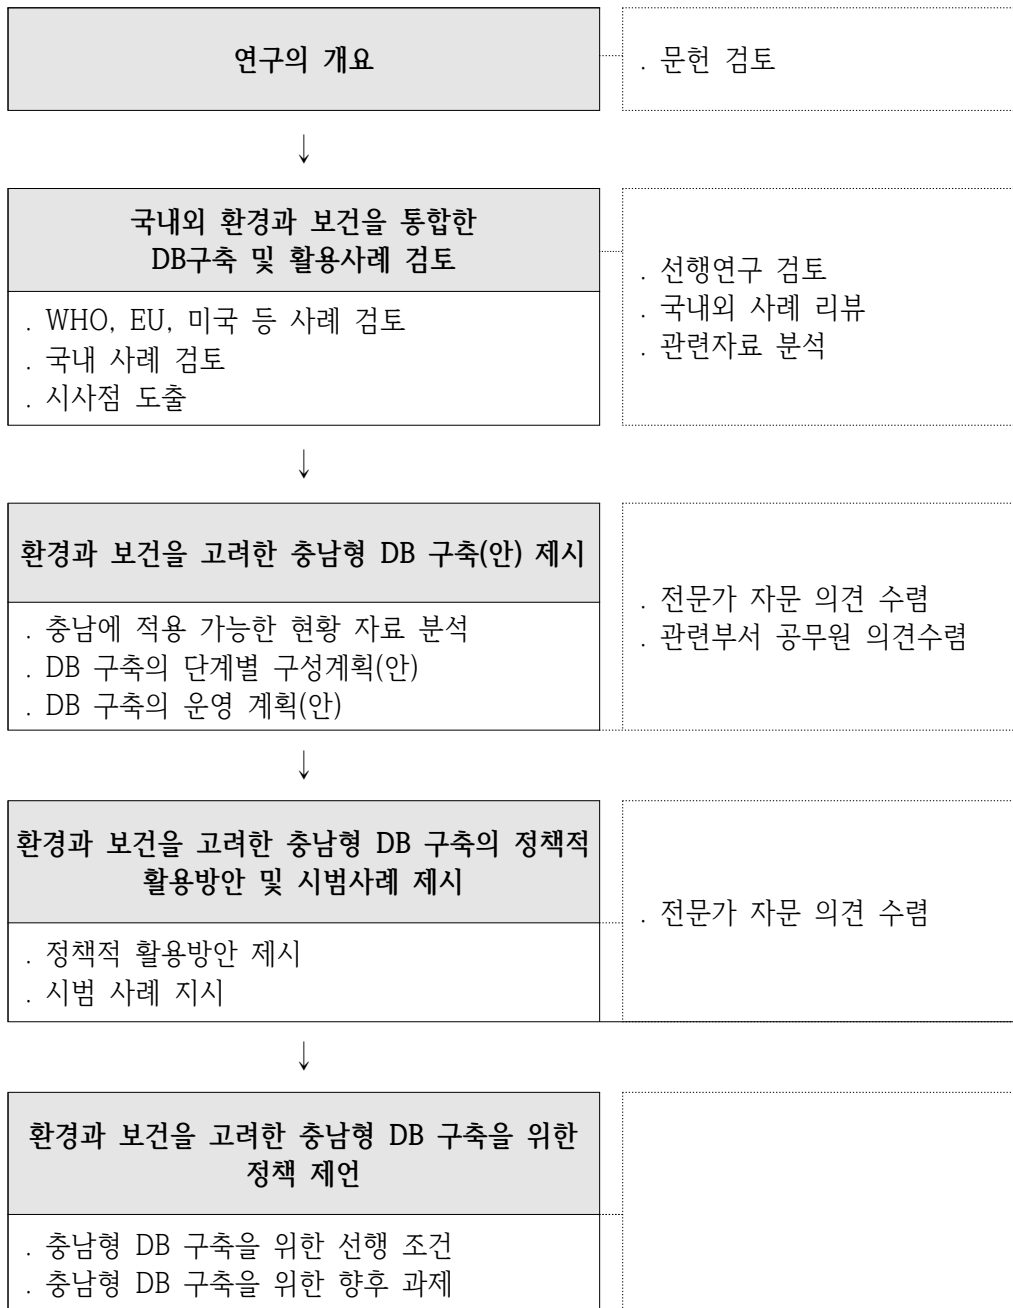 연구의 개요
. 문헌 검토
↓
국내외 환경과 보건을 통합한
DB구축 및 활용사례 검토
. WHO, EU, 미국 등 사례 검토
. 국내 사례 검토
. 시사점 도출
. 선행연구 검토
. 국내외 사례 리뷰
. 관련자료 분석
↓
환경과 보건을 고려한 충남형 DB 구축(안) 제시
. 충남에 적용 가능한 현황 자료 분석
. DB 구축의 단계별 구성계획(안)
. DB 구축의 운영 계획(안)
. 전문가 자문 의견 수렴
. 관련부서 공무원 의견수렴
↓
환경과 보건을 고려한 충남형 DB 구축의 정책적
활용방안 및 시범사례 제시
. 정책적 활용방안 제시
. 시범 사례 지시
. 전문가 자문 의견 수렴
↓
환경과 보건을 고려한 충남형 DB 구축을 위한
정책 제언
. 충남형 DB 구축을 위한 선행 조건
. 충남형 DB 구축을 위한 향후 과제